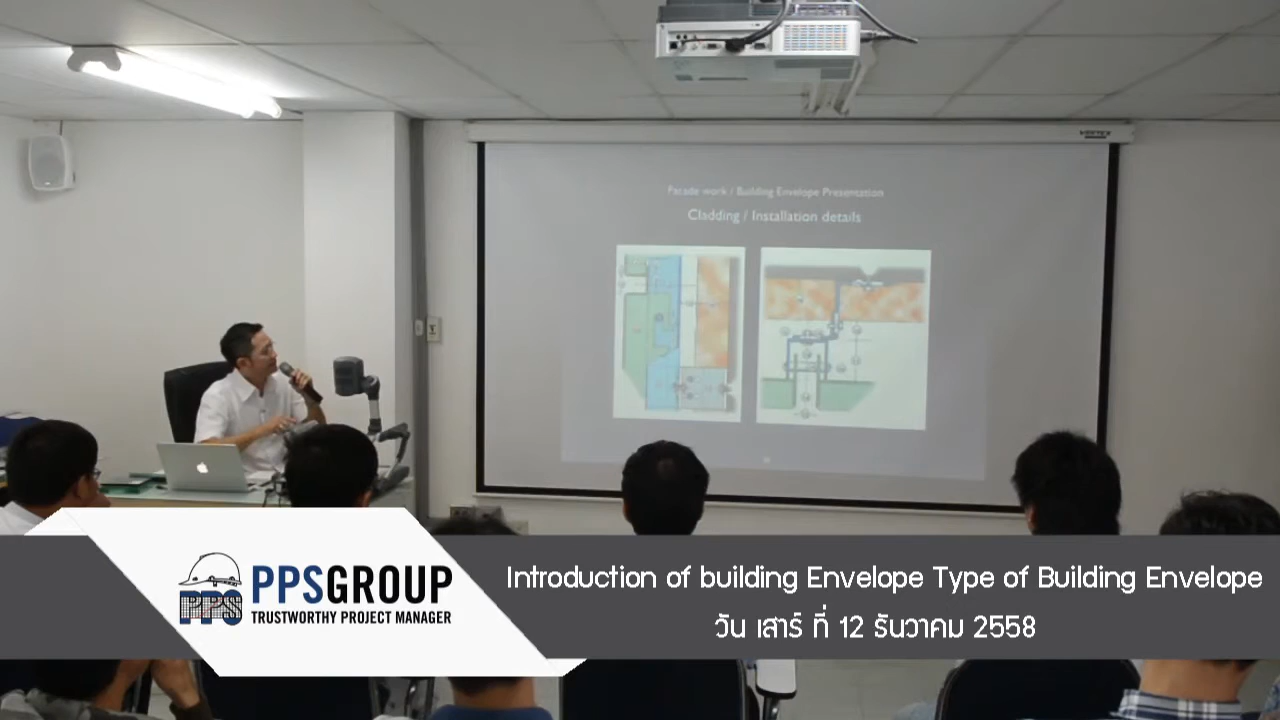 VERTEX
Facade work / Building Envelope Presentation
Cladding / Installation details
PPSGROUP
PPS
TRUSTWORTHY PROJECT MANAGER
Introduction of building Envelope Type of Building Envelope
วัน เสาร์ ที่ 12 ธันวาคม 2558